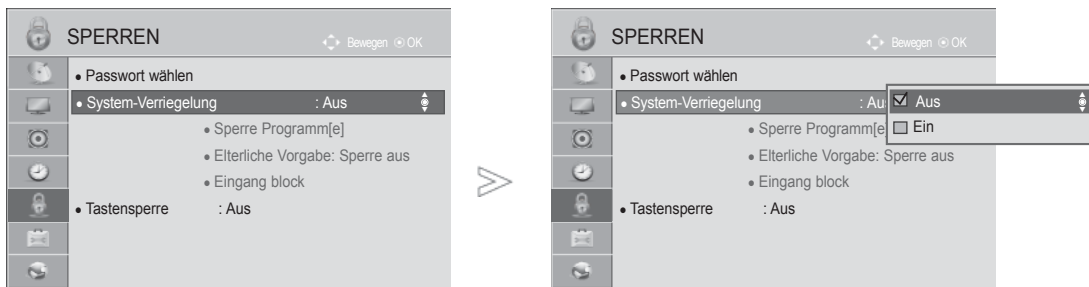 SPERREN
Bewegen OK
• Passwort wählen
• System-Verriegelung : Aus
• Sperre Programm[e]
• Elterliche Vorgabe: Sperre aus
• Eingang block
• Tastensperre : Aus
SPERREN
Bewegen OK
• Passwort wählen
• System-Verriegelung : Au
Aus
• Sperre Programm[e
Ein
• Elterliche Vorgabe: Sperre aus
• Eingang block
• Tastensperre : Aus